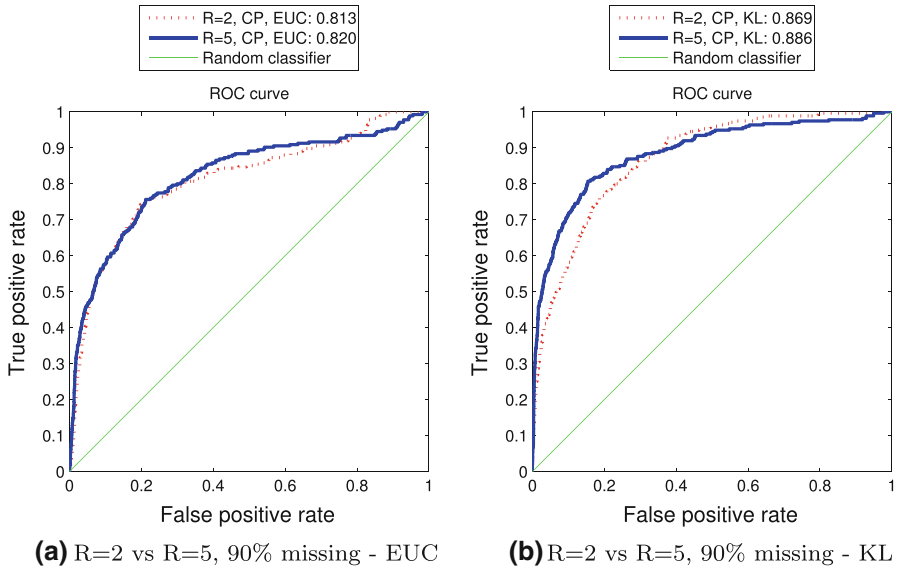 R=2, CP, EUC: 0.813
R=5, CP, EUC: 0.820
Random classifier
ROC curve
1
0.9
0.8
0.7
0.6
0.5
0.4
0.3
0.2
0.1
0
True positive rate
0 0.2 0.4 0.6 0.8 1
False positive rate
(a) R=2 vs R=5, 90% missing - EUC
R=2, CP, KL: 0.869
R=5, CP, KL: 0.886
Random classifier
ROC curve
1
0.9
0.8
0.7
0.6
0.5
0.4
0.3
0.2
0.1
0
True positive rate
0 0.2 0.4 0.6 0.8 1
False positive rate
(b) R=2 vs R=5, 90% missing - KL